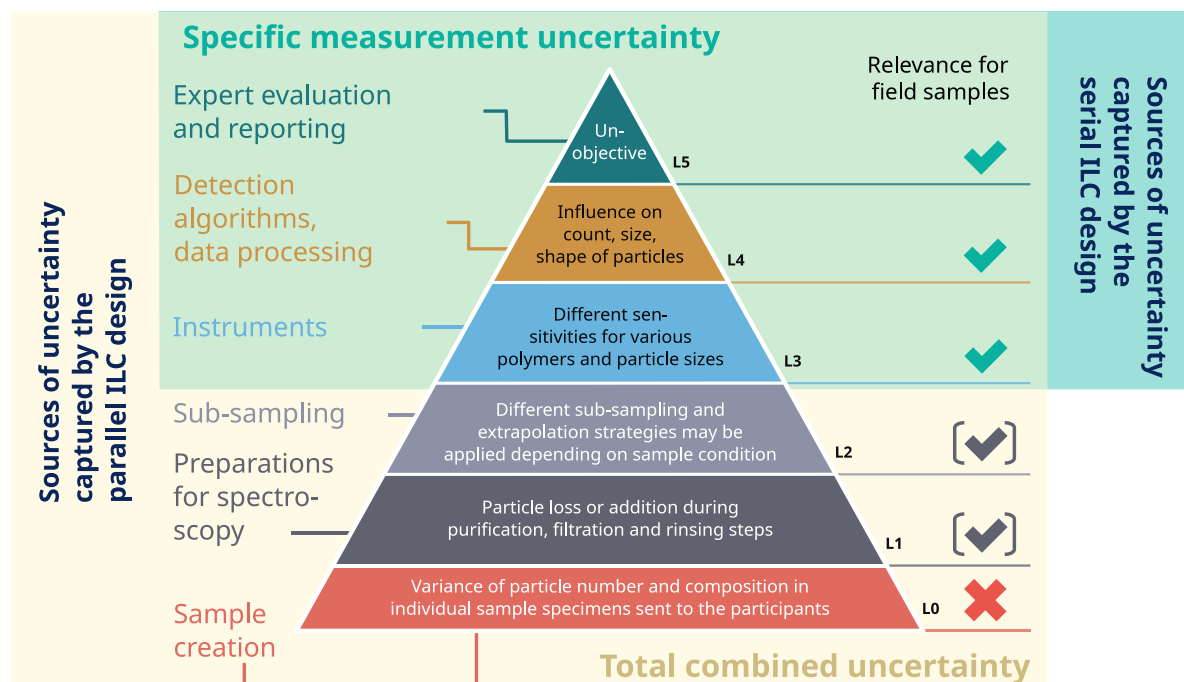 Specific measurement uncertainty
Relevance for
field samples
Expert evaluation
and reporting
Un-
objective
L5
Detection
algorithms,
data processing
Influence on
count, size,
shape of particles
L4
Instruments
Different sen-
sitivities for various
polymers and particle sizes
L3
Sub-sampling
Different sub-sampling and
extrapolation strategies may be
applied depending on sample condition
L2
Preparations
for spectro-
scopy
Particle loss or addition during
purification, filtration and rinsing steps
L1
Sample
creation
Variance of particle number and composition in
individual sample specimens sent to the participants
L0
Total combined uncertainty
Sources of uncertainty
captured by the
parallel ILC design
Sources of uncertainty
captured by the
serial ILC design